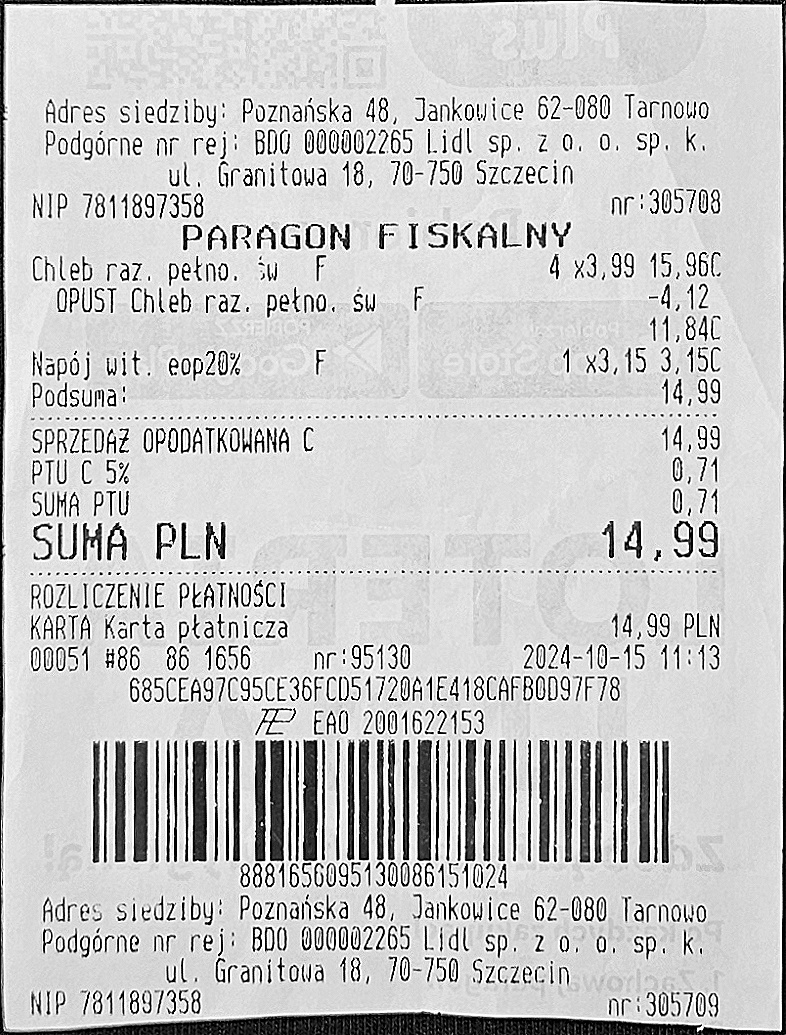 Adres siedziby: Poznańska 48, Jankowice 62-080 Tarnowo
Podgórne nr rej: BDO 000002265 Lidl sp. z o. o. sp. k.
ul. Granitowa 18, 70-750 Szczecin
NIP 7811897358 nr:305708
PARAGON FISKALNY
Chleb raz. pełno. św F 4 x3,99 15,96C
OPUST Chleb raz. pełno. św F -4,12
11,84C
Napój wit. eop20% F 1 x3,15 3,15C
Podsuma: 14,99
SPRZEDAŻ OPODATKOWANA C 14,99
PTU C 5% 0,71
SUMA PTU 0,71
SUMA PLN 14,99
ROZLICZENIE PŁATNOŚCI
KARTA Karta płatnicza 14,99 PLN
00051 #86 86 1656 nr:95130 2024-10-15 11:13
685CEA97C95CE36FCD51720A1E418CAFB0D97F78
EAO 2001622153
8881656095130086151024
Adres siedziby: Poznańska 48, Jankowice 62-080 Tarnowo
Podgórne nr rej: BDO 000002265 Lidl sp. z o. o. sp. k.
ul. Granitowa 18, 70-750 Szczecin
NIP 7811897358 nr:305709